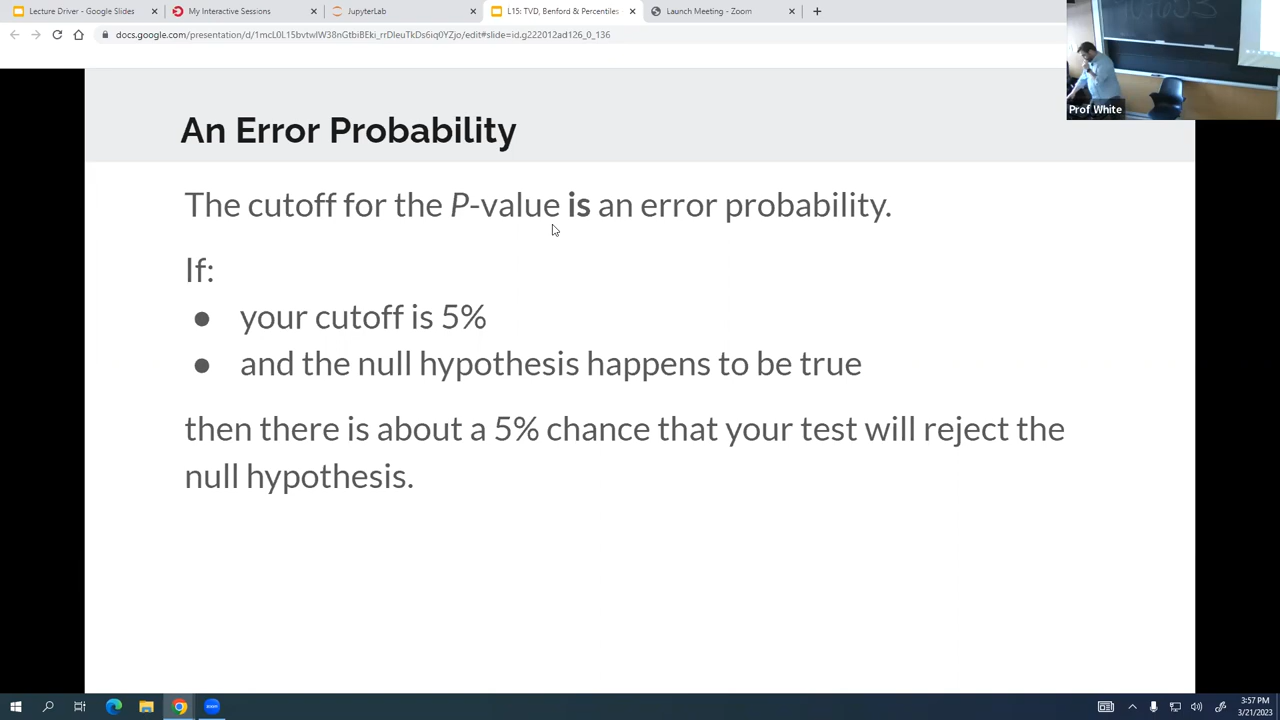 Lecture Driver - Google Slides
My Interactive Sessions
JupyterLab
L15: TVD, Benford & Percentiles
Launch Meeting - Zoom
docs.google.com/presentation/d/1mcL0L15bvtwlW38nGtbiBEki_rrDleuTkDs6iq0YZjo/edit#slide=id.g222012ad126_0_136
Prof White
An Error Probability
The cutoff for the P-value is an error probability.
If:
● your cutoff is 5%
● and the null hypothesis happens to be true
then there is about a 5% chance that your test will reject the
null hypothesis.
zoom
3:57 PM
3/21/2023